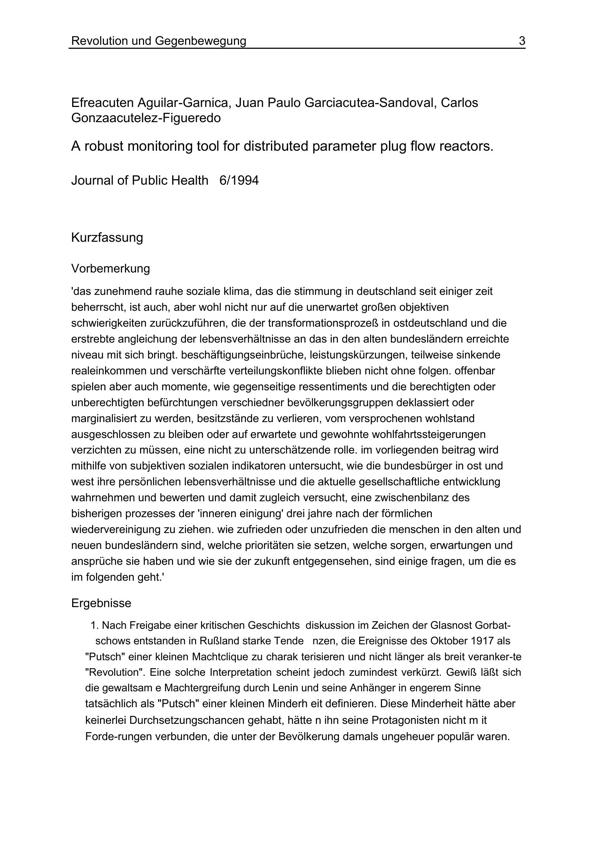 Revolution und Gegenbewegung 3
Efreacuten Aguilar-Garnica, Juan Paulo Garciacutea-Sandoval, Carlos
Gonzaacutelez-Figueredo
A robust monitoring tool for distributed parameter plug flow reactors.
Journal of Public Health 6/1994
Kurzfassung
Vorbemerkung
'das zunehmend rauhe soziale klima, das die stimmung in deutschland seit einiger zeit
beherrscht, ist auch, aber wohl nicht nur auf die unerwartet großen objektiven
schwierigkeiten zurückzuführen, die der transformationsprozeß in ostdeutschland und die
erstrebte angleichung der lebensverhältnisse an das in den alten bundesländern erreichte
niveau mit sich bringt. beschäftigungseinbrüche, leistungskürzungen, teilweise sinkende
realeinkommen und verschärfte verteilungskonflikte blieben nicht ohne folgen. offenbar
spielen aber auch momente, wie gegenseitige ressentiments und die berechtigten oder
unberechtigten befürchtungen verschiedner bevölkerungsgruppen deklassiert oder
marginalisiert zu werden, besitzstände zu verlieren, vom versprochenen wohlstand
ausgeschlossen zu bleiben oder auf erwartete und gewohnte wohlfahrtssteigerungen
verzichten zu müssen, eine nicht zu unterschätzende rolle. im vorliegenden beitrag wird
mithilfe von subjektiven sozialen indikatoren untersucht, wie die bundesbürger in ost und
west ihre persönlichen lebensverhältnisse und die aktuelle gesellschaftliche entwicklung
wahrnehmen und bewerten und damit zugleich versucht, eine zwischenbilanz des
bisherigen prozesses der 'inneren einigung' drei jahre nach der förmlichen
wiedervereinigung zu ziehen. wie zufrieden oder unzufrieden die menschen in den alten und
neuen bundesländern sind, welche prioritäten sie setzen, welche sorgen, erwartungen und
ansprüche sie haben und wie sie der zukunft entgegensehen, sind einige fragen, um die es
im folgenden geht.'
Ergebnisse
1. Nach Freigabe einer kritischen Geschichts diskussion im Zeichen der Glasnost Gorbat-
schows entstanden in Rußland starke Tende nzen, die Ereignisse des Oktober 1917 als
"Putsch" einer kleinen Machtclique zu charak terisieren und nicht länger als breit veranker-te
"Revolution". Eine solche Interpretation scheint jedoch zumindest verkürzt. Gewiß läßt sich
die gewaltsam e Machtergreifung durch Lenin und seine Anhänger in engerem Sinne
tatsächlich als "Putsch" einer kleinen Minderh eit definieren. Diese Minderheit hätte aber
keinerlei Durchsetzungschancen gehabt, hätte n ihn seine Protagonisten nicht m it
Forde-rungen verbunden, die unter der Bevölkerung damals ungeheuer populär waren.